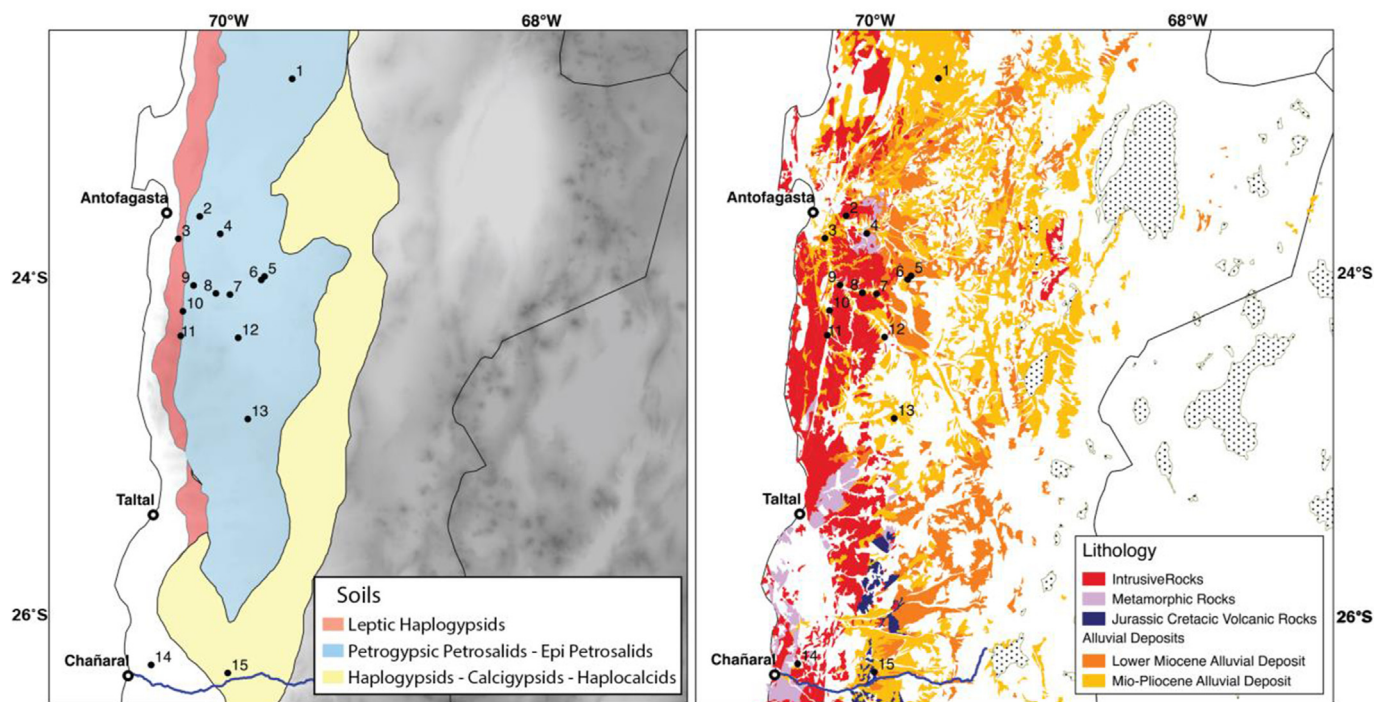 70°W
68°W
70°W
68°W
1
Antofagasta
2
3
4
24°S
5
6
7
8
9
10
11
12
13
Taltal
26°S
Chañaral
14
15
Soils
Leptic Haplogypsids
Petrogypsic Petrosalids - Epi Petrosalids
Haplogypsids - Calcigypsids - Haplocalcids
1
Antofagasta
2
3
4
24°S
5
6
7
8
9
10
11
12
13
Taltal
26°S
Chañaral
14
15
Lithology
IntrusiveRocks
Metamorphic Rocks
Jurassic Cretacic Volcanic Rocks
Alluvial Deposits
Lower Miocene Alluvial Deposit
Mio-Pliocene Alluvial Deposit